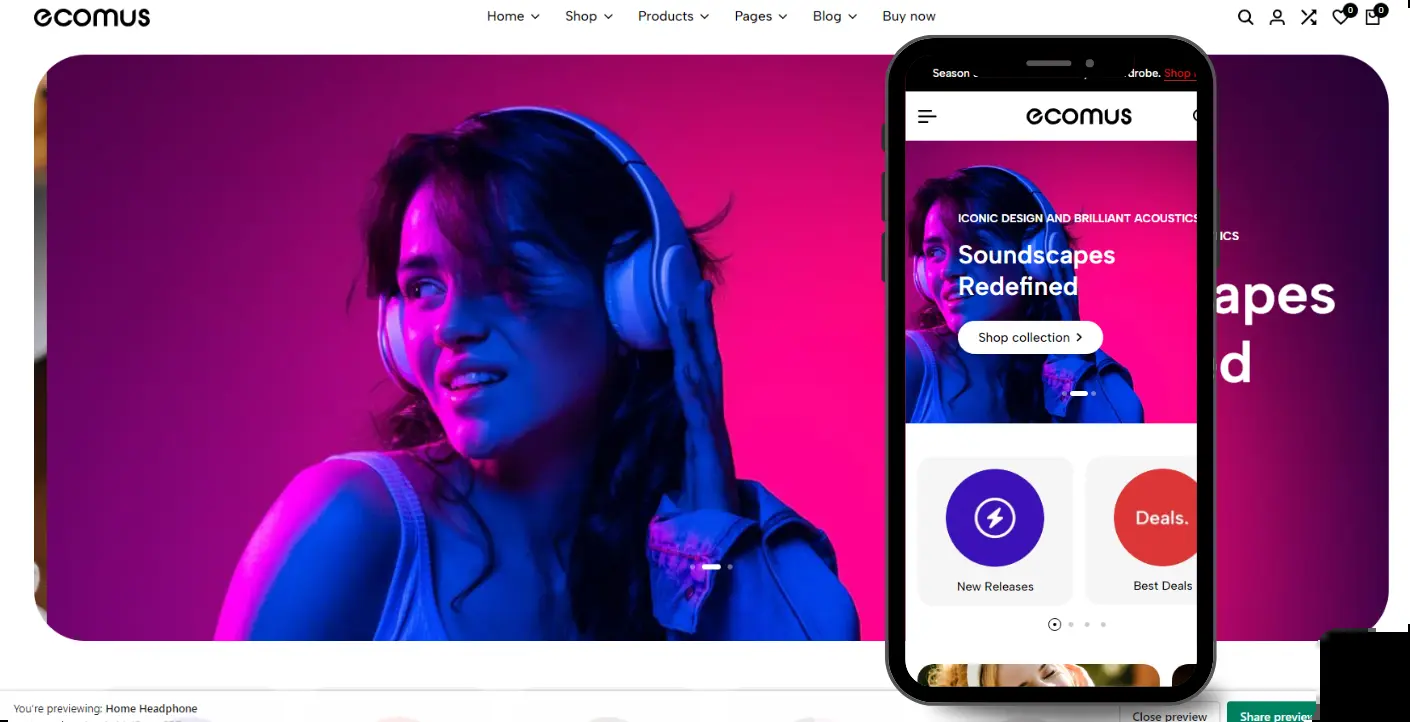 ecomus
Home
Shop
Products
Pages
Blog
Buy now
0
0
Season
drobe. Shop
ecomus
ICONIC DESIGN AND BRILLIANT ACOUSTICS
Soundscapes
Redefined
Shop collection
ICS
apes
d
Deals.
New Releases
Best Deals
You're previewing: Home Headphone
Close preview
Share preview